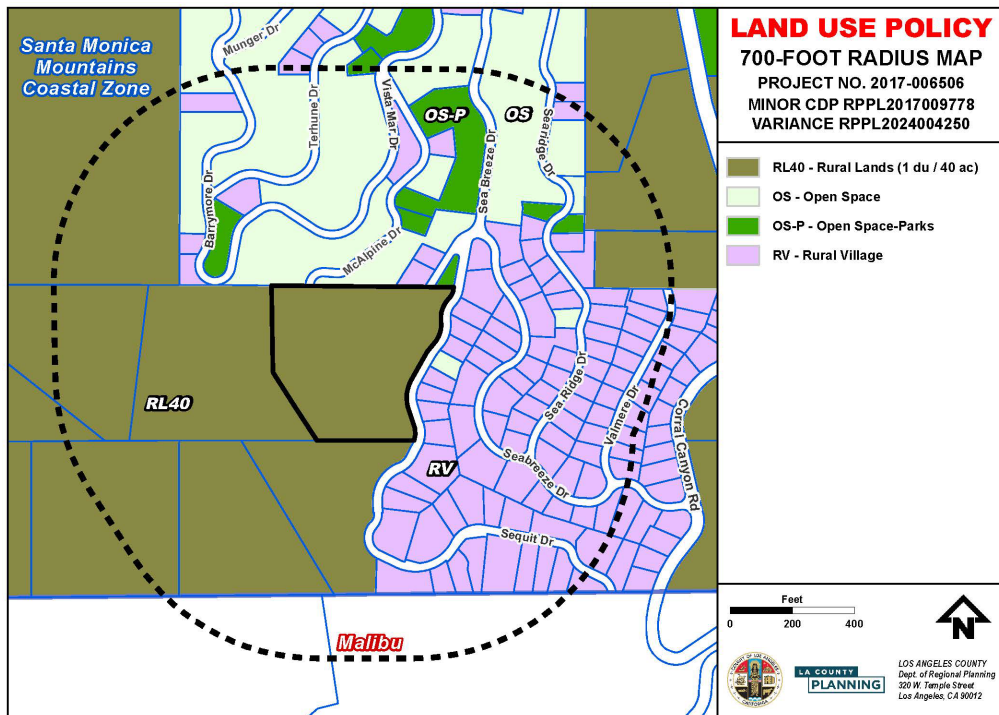 Santa Monica
Mountains
Coastal Zone
Munger Dr
Terhune Dr
Vista Mar Dr
OS-P
OS
Searidge Dr
Sea Breeze Dr
Barrymore Dr
McAlpine Dr
RL40
RV
Sea Ridge Dr
Valmere Dr
Corral Canyon Rd
Seabreeze Dr
Sequit Dr
Malibu
LAND USE POLICY
700-FOOT RADIUS MAP
PROJECT NO. 2017-006506
MINOR CDP RPPL2017009778
VARIANCE RPPL2024004250
RL40 - Rural Lands (1 du / 40 ac)
OS - Open Space
OS-P - Open Space-Parks
RV - Rural Village
Feet
0 200 400
N
LA COUNTY
PLANNING
LOS ANGELES COUNTY
Dept. of Regional Planning
320 W. Temple Street
Los Angeles, CA 90012